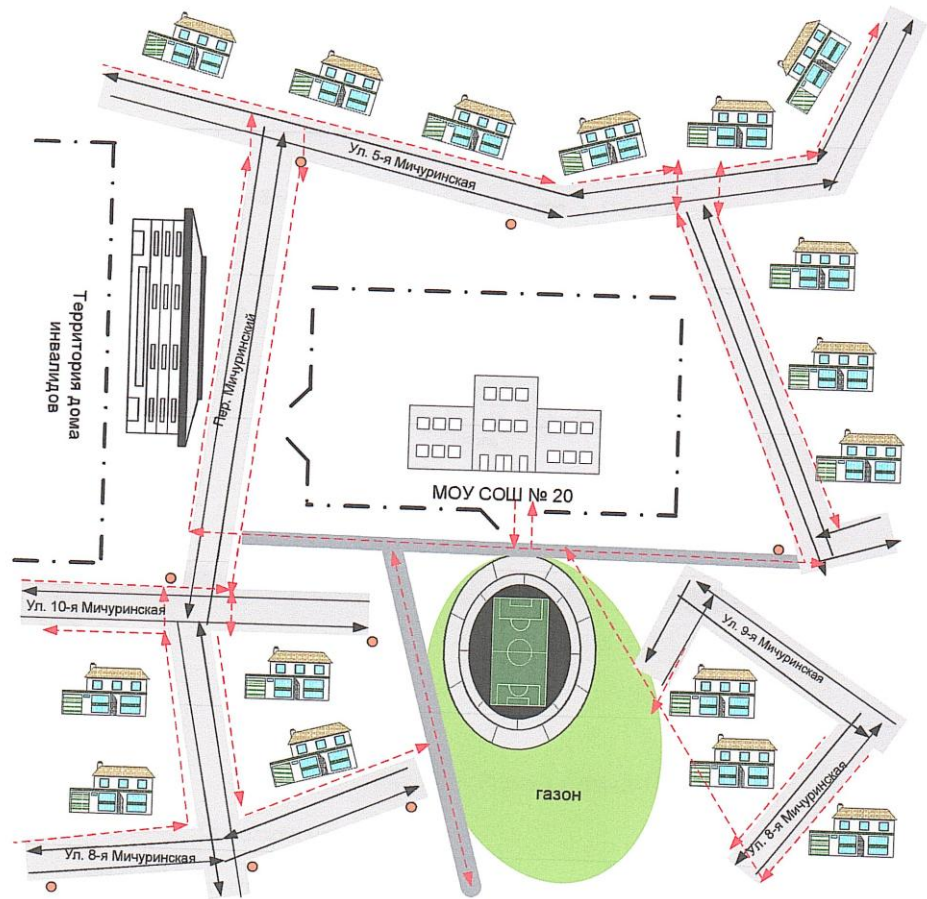 Ул. 5-я Мичуринская
Территория дома
инвалидов
Пер. Мичуринский
МОУ СОШ № 20
Ул. 10-я Мичуринская
Ул. 9-я Мичуринская
газон
Ул. 8-я Мичуринская
Ул. 8-я Мичуринская